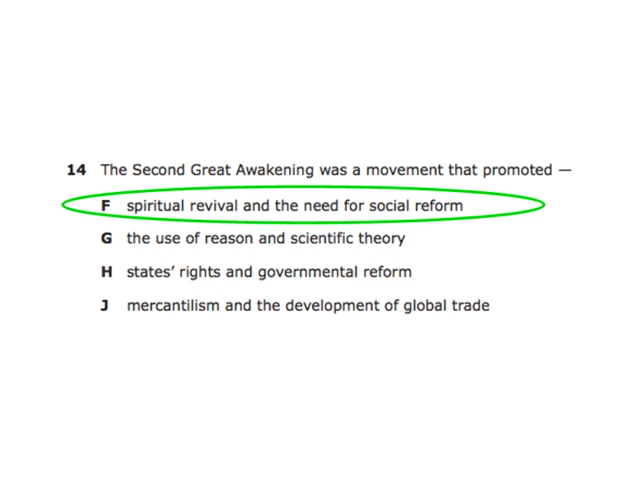 14 The Second Great Awakening was a movement that promoted —
F spiritual revival and the need for social reform
G the use of reason and scientific theory
H states’ rights and governmental reform
J mercantilism and the development of global trade